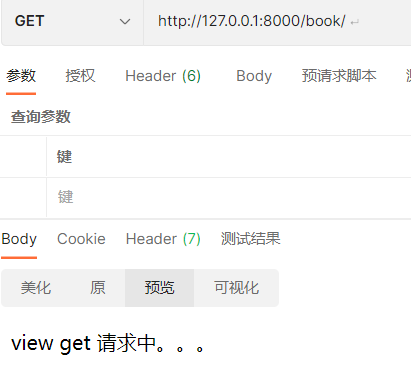 GET http://127.0.0.1:8000/book/ ↵
参数 授权 Header (6) Body 预请求脚本
查询参数
键
键
Body Cookie Header (7) 测试结果
美化 原 预览 可视化
view get 请求中。。。